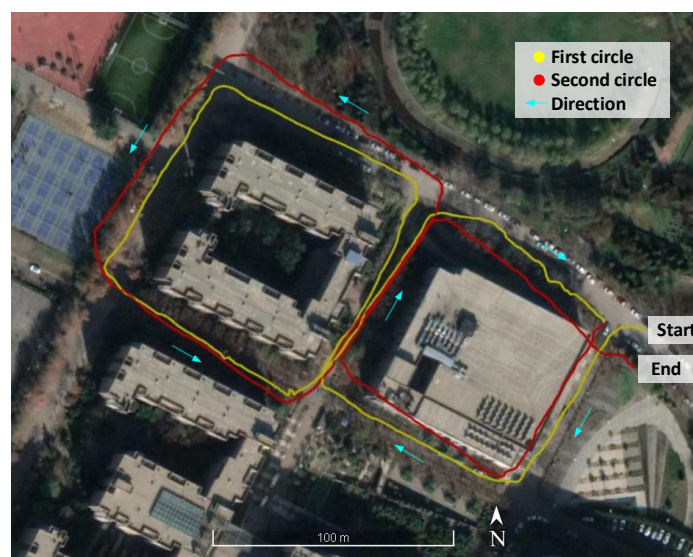 First circle
Second circle
Direction
Start
End
100 m
N